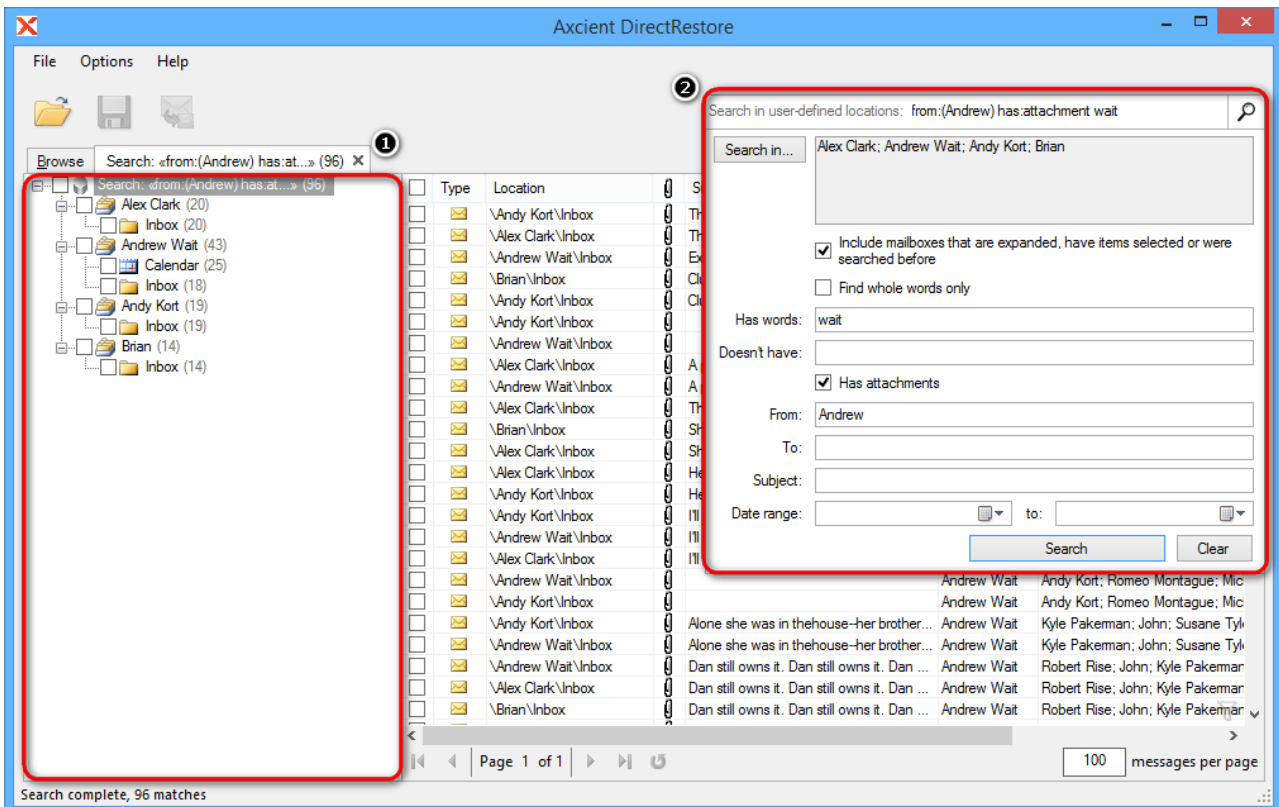 Axcient DirectRestore
File Options Help
2
Search in user-defined locations: from:(Andrew) has:attachment wait
1
Browse Search: «from:(Andrew) has:at...» (96)
Search in... Alex Clark; Andrew Wait; Andy Kort; Brian
Search: «from:(Andrew) has:at...» (96)
Alex Clark (20)
Inbox (20)
Andrew Wait (43)
Calendar (25)
Inbox (18)
Andy Kort (19)
Inbox (19)
Brian (14)
Inbox (14)
Type Location
\Andy Kort\Inbox Th
\Alex Clark\Inbox Th
\Andrew Wait\Inbox Ex
\Brian\Inbox Clu
\Andy Kort\Inbox Clu
\Andy Kort\Inbox
\Andrew Wait\Inbox
\Alex Clark\Inbox A
\Andrew Wait\Inbox A
\Alex Clark\Inbox Th
\Brian\Inbox Sh
\Alex Clark\Inbox Sh
\Alex Clark\Inbox He
\Andy Kort\Inbox He
\Andy Kort\Inbox I'll
\Andrew Wait\Inbox I'll
\Alex Clark\Inbox I'll
\Andrew Wait\Inbox Andrew Wait Andy Kort; Romeo Montague; Mic
\Andy Kort\Inbox Andrew Wait Andy Kort; Romeo Montague; Mic
\Andy Kort\Inbox Alone she was in thehouse--her brother... Andrew Wait Kyle Pakerman; John; Susane Tyl
\Andrew Wait\Inbox Alone she was in thehouse--her brother... Andrew Wait Kyle Pakerman; John; Susane Tyl
\Andrew Wait\Inbox Dan still owns it. Dan still owns it. Dan ... Andrew Wait Robert Rise; John; Kyle Pakerman
\Alex Clark\Inbox Dan still owns it. Dan still owns it. Dan ... Andrew Wait Robert Rise; John; Kyle Pakerman
\Brian\Inbox Dan still owns it. Dan still owns it. Dan ... Andrew Wait Robert Rise; John; Kyle Pakerman
Include mailboxes that are expanded, have items selected or were
searched before
Find whole words only
Has words: wait
Doesn't have:
Has attachments
From: Andrew
To:
Subject:
Date range: to:
Search Clear
Page 1 of 1 100 messages per page
Search complete, 96 matches